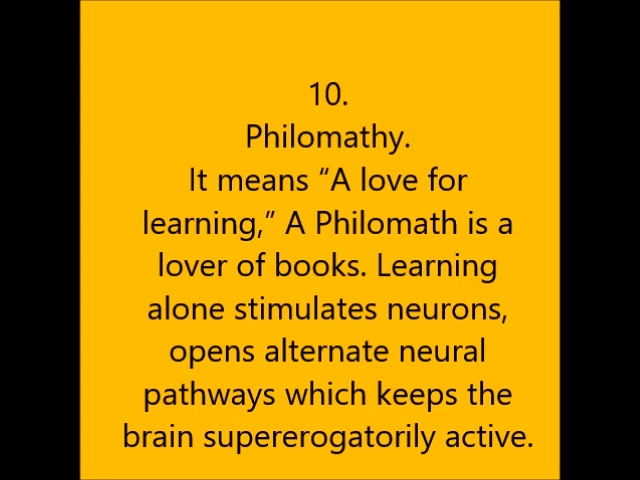 10.
Philomathy.
It means “A love for
learning,” A Philomath is a
lover of books. Learning
alone stimulates neurons,
opens alternate neural
pathways which keeps the
brain supererogatorily active.